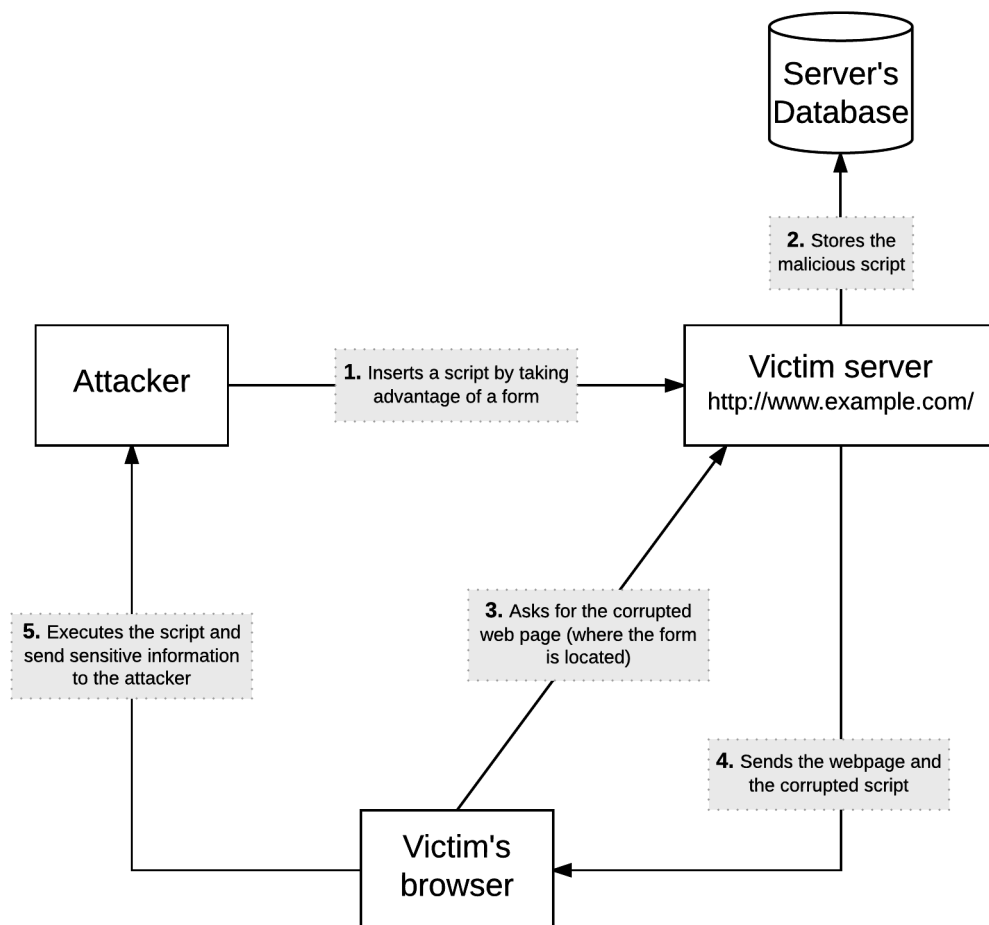 Server's
Database
2. Stores the
malicious script
Attacker
1. Inserts a script by taking
advantage of a form
Victim server
http://www.example.com/
3. Asks for the corrupted
web page (where the form
is located)
5. Executes the script and
send sensitive information
to the attacker
4. Sends the webpage and
the corrupted script
Victim's
browser